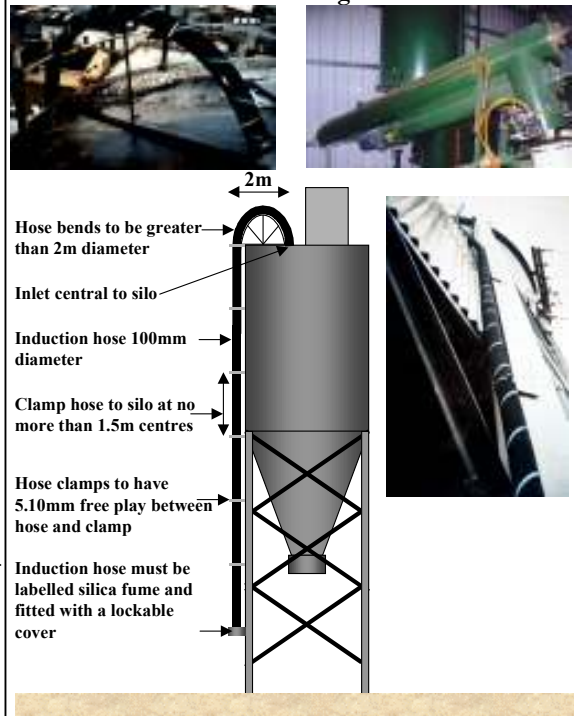 2m
Hose bends to be greater
than 2m diameter
Inlet central to silo
Induction hose 100mm
diameter
Clamp hose to silo at no
more than 1.5m centres
Hose clamps to have
5.10mm free play between
hose and clamp
Induction hose must be
labelled silica fume and
fitted with a lockable
cover